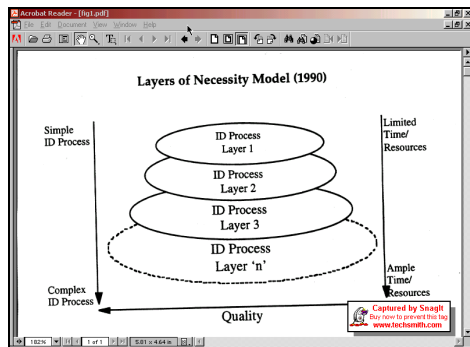 Acrobat Reader - [fig1.pdf]
File Edit Document View Window Help
Layers of Necessity Model (1990)
Simple
ID Process
Limited
Time/
Resources
ID Process
Layer 1
ID Process
Layer 2
ID Process
Layer 3
ID Process
Layer 'n'
Complex
ID Process
Ample
Time/
Resources
Quality
Captured by SnagIt
Buy now to prevent this tag
www.techsmith.com
182%
1 of 1
5.81 x 4.64 in